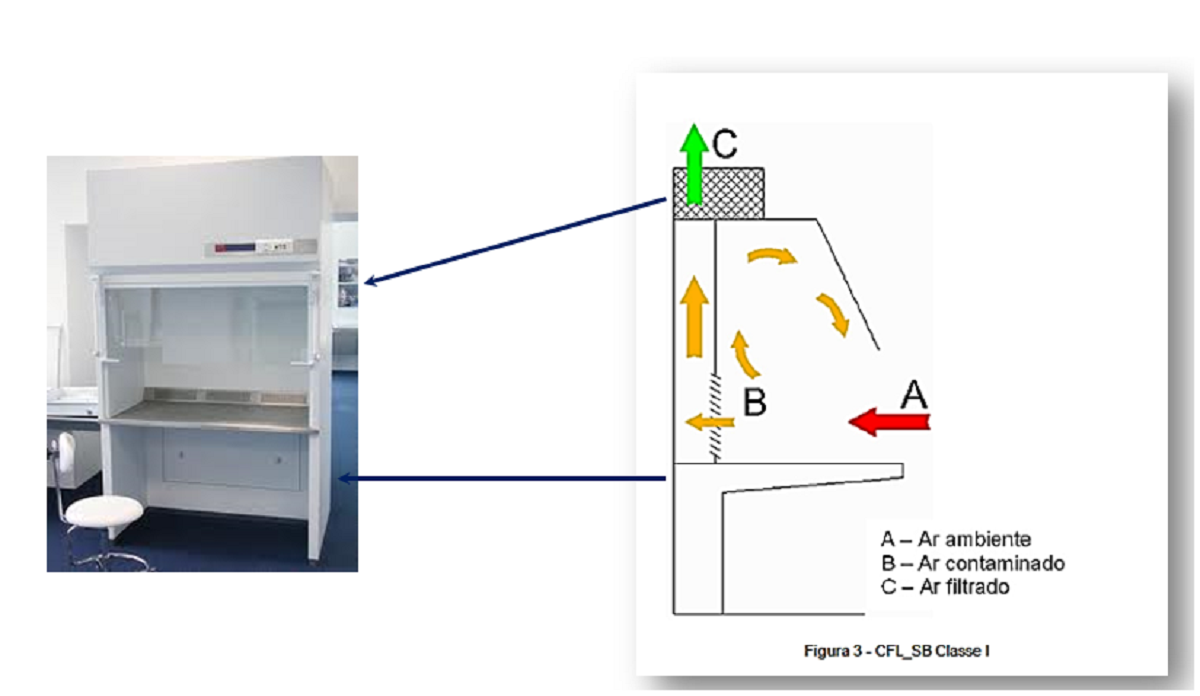 C
B
A
A – Ar ambiente
B – Ar contaminado
C – Ar filtrado
Figura 3 - CFL_SB Classe I